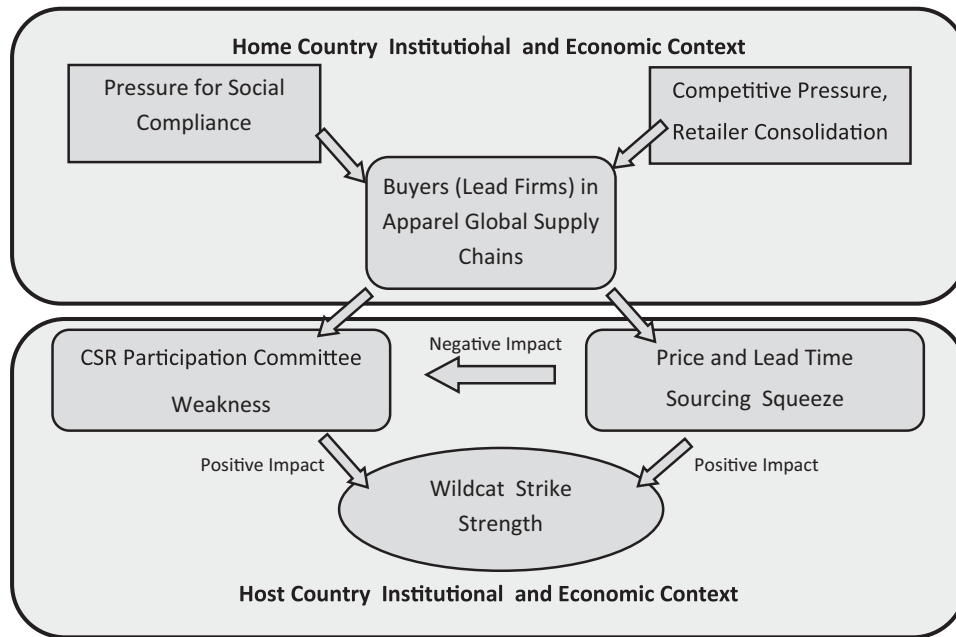 Home Country Institutional and Economic Context
Pressure for Social
Compliance
Competitive Pressure,
Retailer Consolidation
Buyers (Lead Firms) in
Apparel Global Supply
Chains
CSR Participation Committee
Weakness
Negative Impact
Price and Lead Time
Sourcing Squeeze
Positive Impact
Positive Impact
Wildcat Strike
Strength
Host Country Institutional and Economic Context